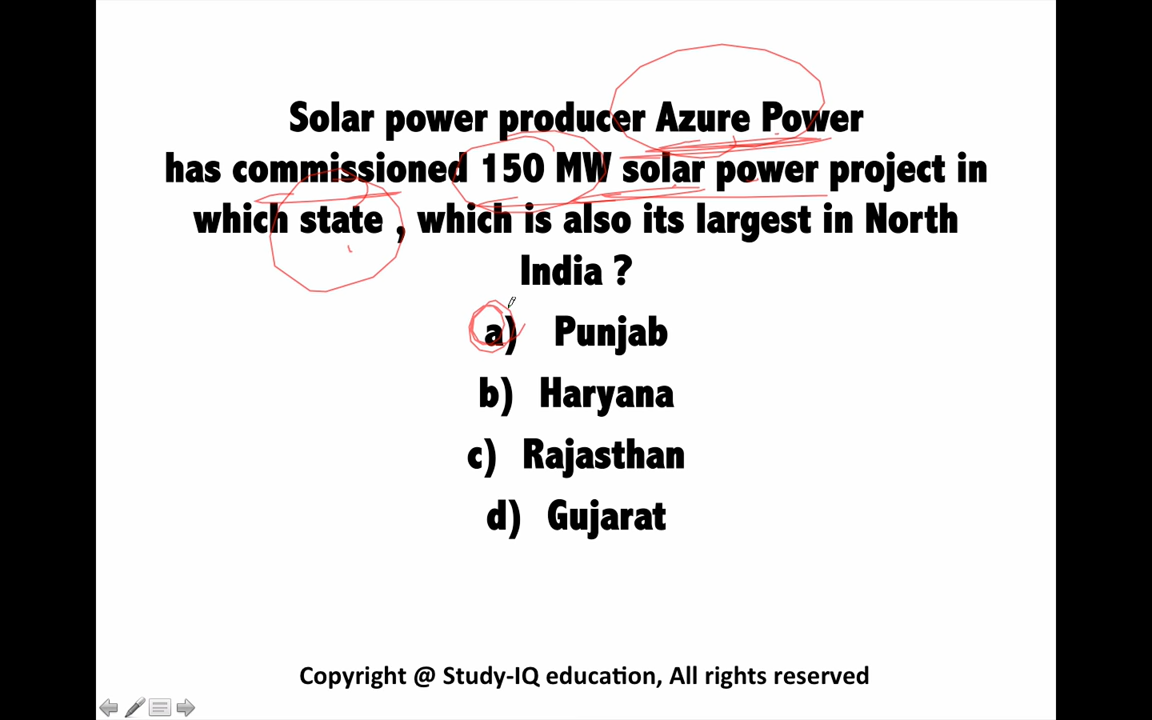 Solar power producer Azure Power
has commissioned 150 MW solar power project in
which state , which is also its largest in North
India ?
a) Punjab
b) Haryana
c) Rajasthan
d) Gujarat
Copyright @ Study-IQ education, All rights reserved